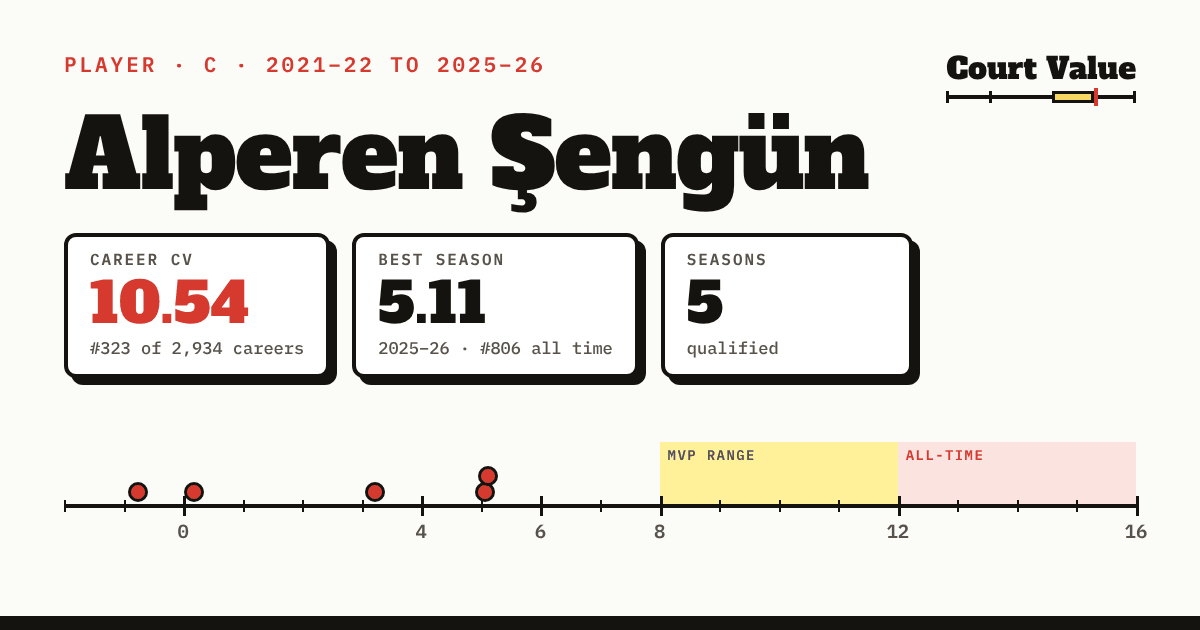 PLAYER · C · 2021–22 TO 2025–26
Court Value
Alperen Şengün
CAREER CV
10.54
#323 of 2,934 careers
BEST SEASON
5.11
2025–26 · #806 all time
SEASONS
5
qualified
MVP RANGE
ALL-TIME
0
4
6
8
12
16